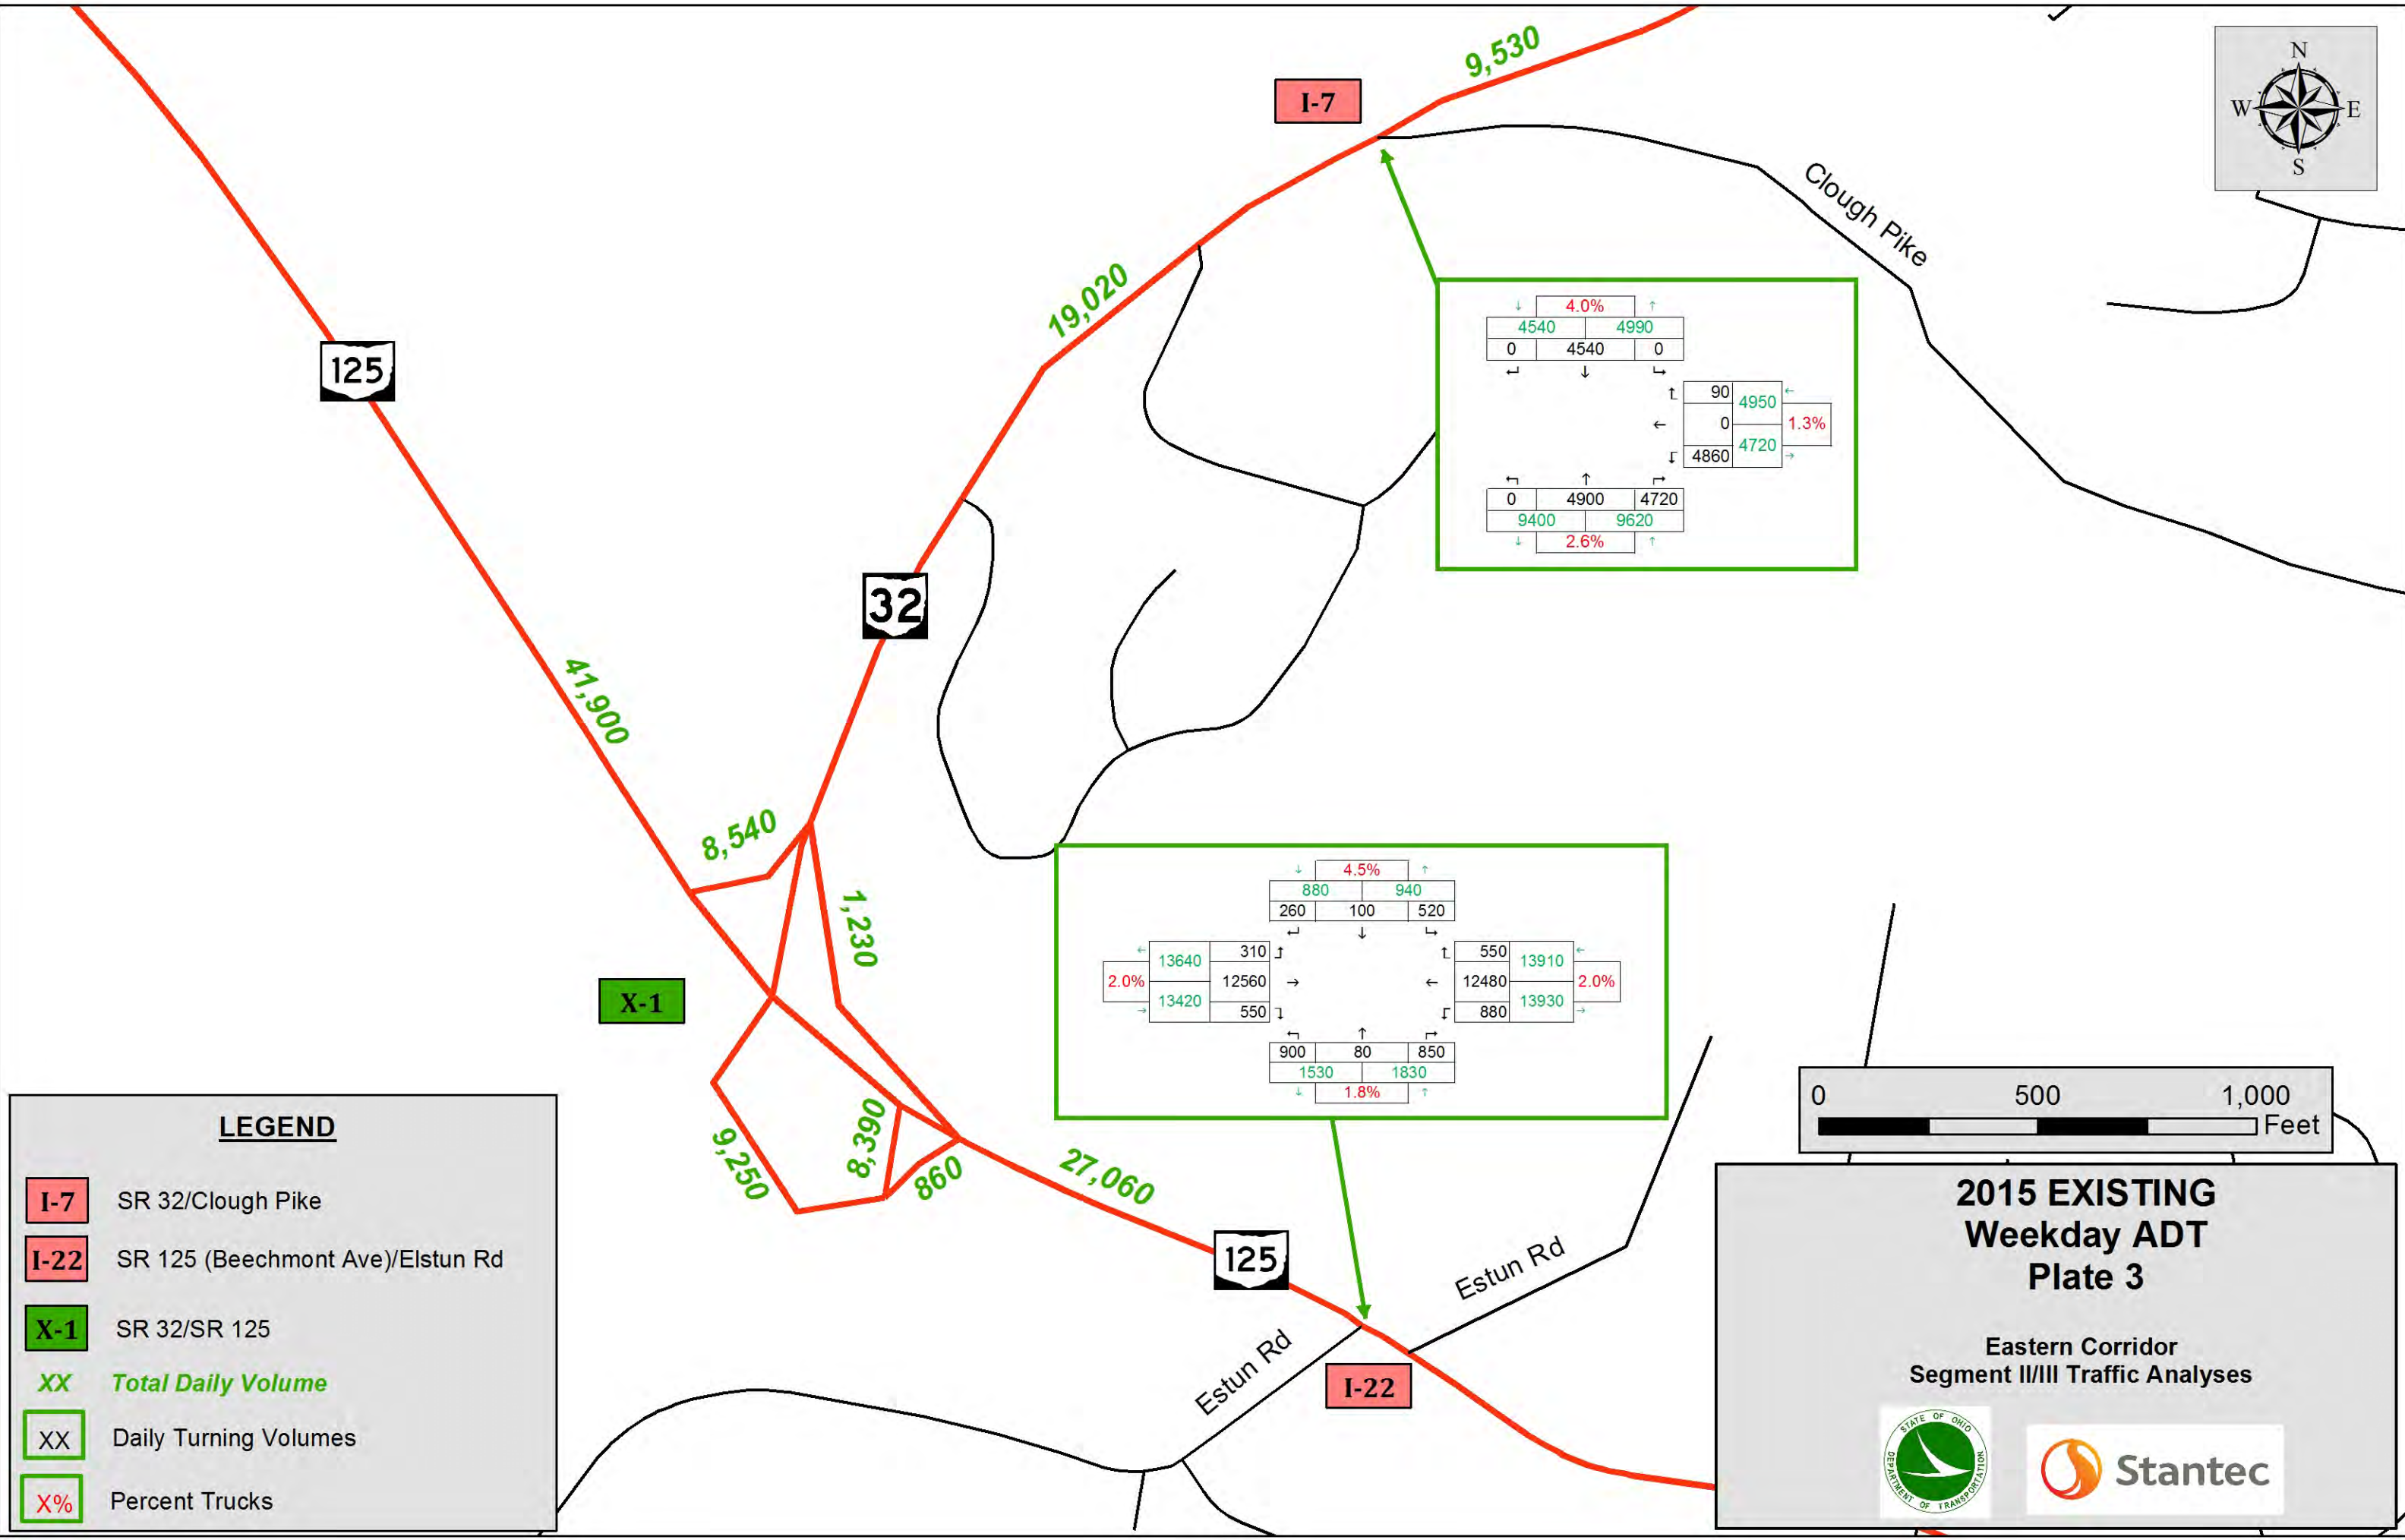 9,530
I-7
N
W E
S
Clough Pike
19,020
4.0%
4540 4990
0 4540 0
90 4950
0 1.3%
4720
4860
0 4900 4720
9400 9620
2.6%
125
32
41,900
8,540
1,230
4.5%
880 940
260 100 520
13640 310 550 13910
2.0% 12560 12480 2.0%
13420 550 880 13930
900 80 850
1530 1830
1.8%
X-1
9,250
8,390
860
27,060
125
Estun Rd
Estun Rd
I-22
0 500 1,000
Feet
LEGEND
I-7 SR 32/Clough Pike
I-22 SR 125 (Beechmont Ave)/Elstun Rd
X-1 SR 32/SR 125
XX Total Daily Volume
XX Daily Turning Volumes
X% Percent Trucks
2015 EXISTING
Weekday ADT
Plate 3
Eastern Corridor
Segment II/III Traffic Analyses
STATE OF OHIO
DEPARTMENT OF TRANSPORTATION
Stantec